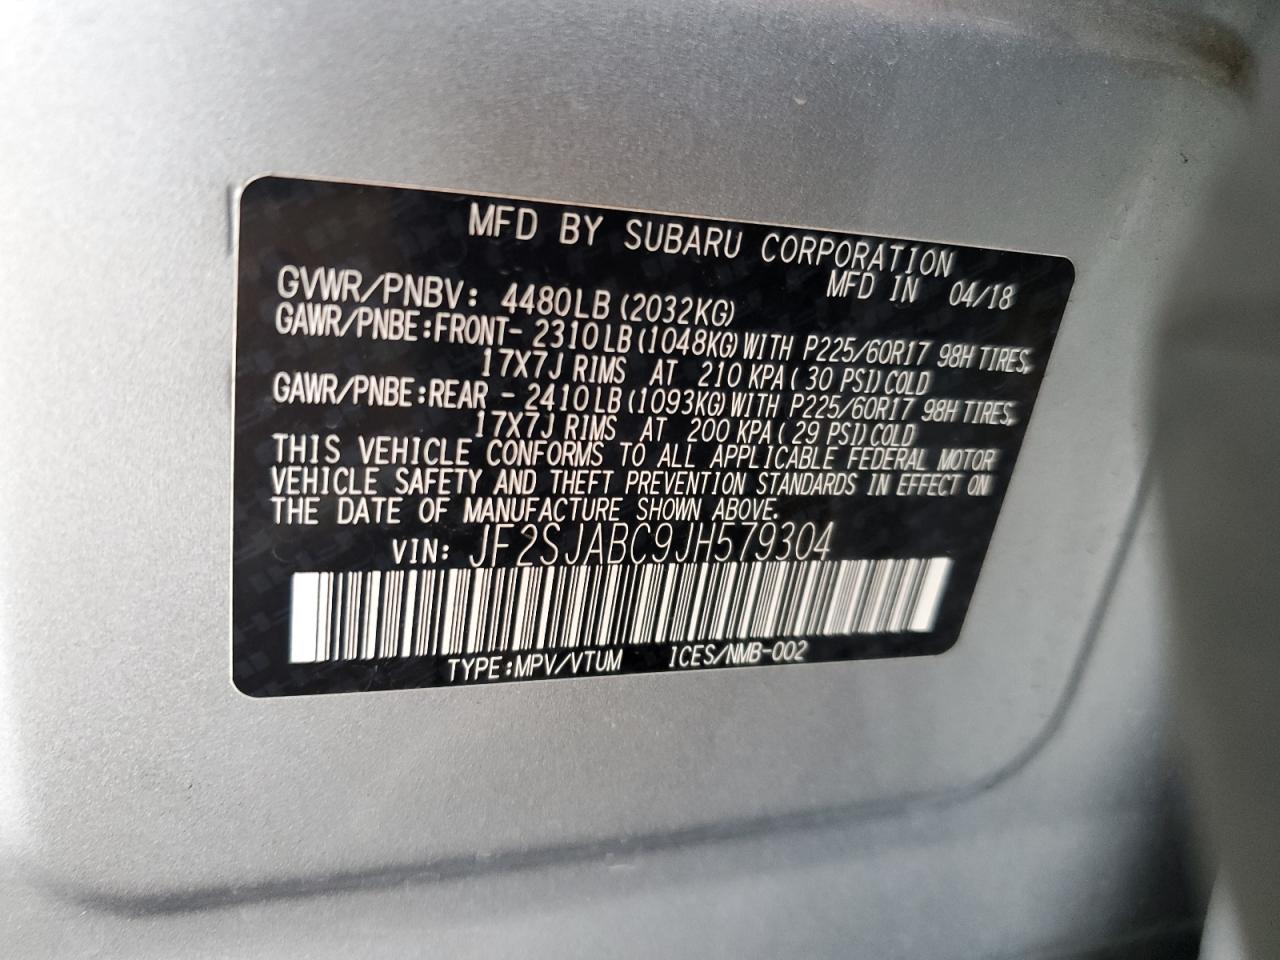 MFD BY SUBARU CORPORATION
MFD IN 04/18
GVWR/PNBV: 4480LB (2032KG)
GAWR/PNBE:FRONT- 2310LB (1048KG) WITH P225/60R17 98H TIRES,
17X7J RIMS AT 210 KPA ( 30 PSI) COLD
GAWR/PNBE:REAR - 2410LB (1093KG) WITH P225/60R17 98H TIRES,
17X7J RIMS AT 200 KPA ( 29 PSI) COLD
THIS VEHICLE CONFORMS TO ALL APPLICABLE FEDERAL MOTOR
VEHICLE SAFETY AND THEFT PREVENTION STANDARDS IN EFFECT ON
THE DATE OF MANUFACTURE SHOWN ABOVE.
VIN: JF2SJABC9JH579304
TYPE:MPV/VTUM ICES/NMB-002